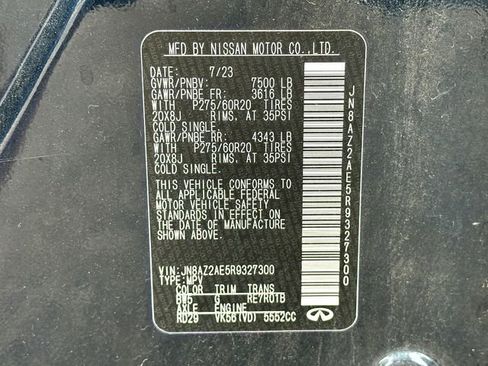 MFD BY NISSAN MOTOR CO., LTD.
DATE: 7/23
GVWR/PNBV: 7500 LB
GAWR/PNBE FR: 3616 LB
WITH P275/60R20 TIRES
20X8J RIMS, AT 35PSI
COLD SINGLE.
GAWR/PNBE RR: 4343 LB
WITH P275/60R20 TIRES
20X8J RIMS, AT 35PSI
COLD SINGLE.
THIS VEHICLE CONFORMS TO
ALL APPLICABLE FEDERAL
MOTOR VEHICLE SAFETY
STANDARDS IN EFFECT ON
THE DATE OF MANUFACTURE
SHOWN ABOVE.
VIN: JN8AZ2AE5R9327300
TYPE: MPV
COLOR TRIM TRANS
BW5 G RE7R01B
AXLE ENGINE
RD26 VK56(VD) 5552CC
INFINITI
JN8AZ2AE5R9327300